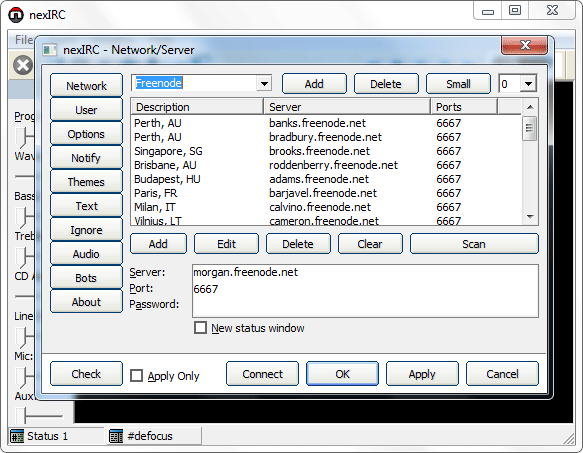 nexIRC
File
nexIRC - Network/Server
Network
Freenode
Add
Delete
Small
0
User
Options
Notify
Themes
Text
Ignore
Audio
Bots
About
Description Server Ports
Perth, AU banks.freenode.net 6667
Perth, AU bradbury.freenode.net 6667
Singapore, SG brooks.freenode.net 6667
Brisbane, AU roddenberry.freenode.net 6667
Budapest, HU adams.freenode.net 6667
Paris, FR barjavel.freenode.net 6667
Milan, IT calvino.freenode.net 6667
Vilnius, LT cameron.freenode.net 6667
Add
Edit
Delete
Clear
Scan
Server: morgan.freenode.net
Port: 6667
Password:
New status window
Check
Apply Only
Connect
OK
Apply
Cancel
Bass
Treb
CD A
Line
Mic:
Aux:
Status 1
#defocus